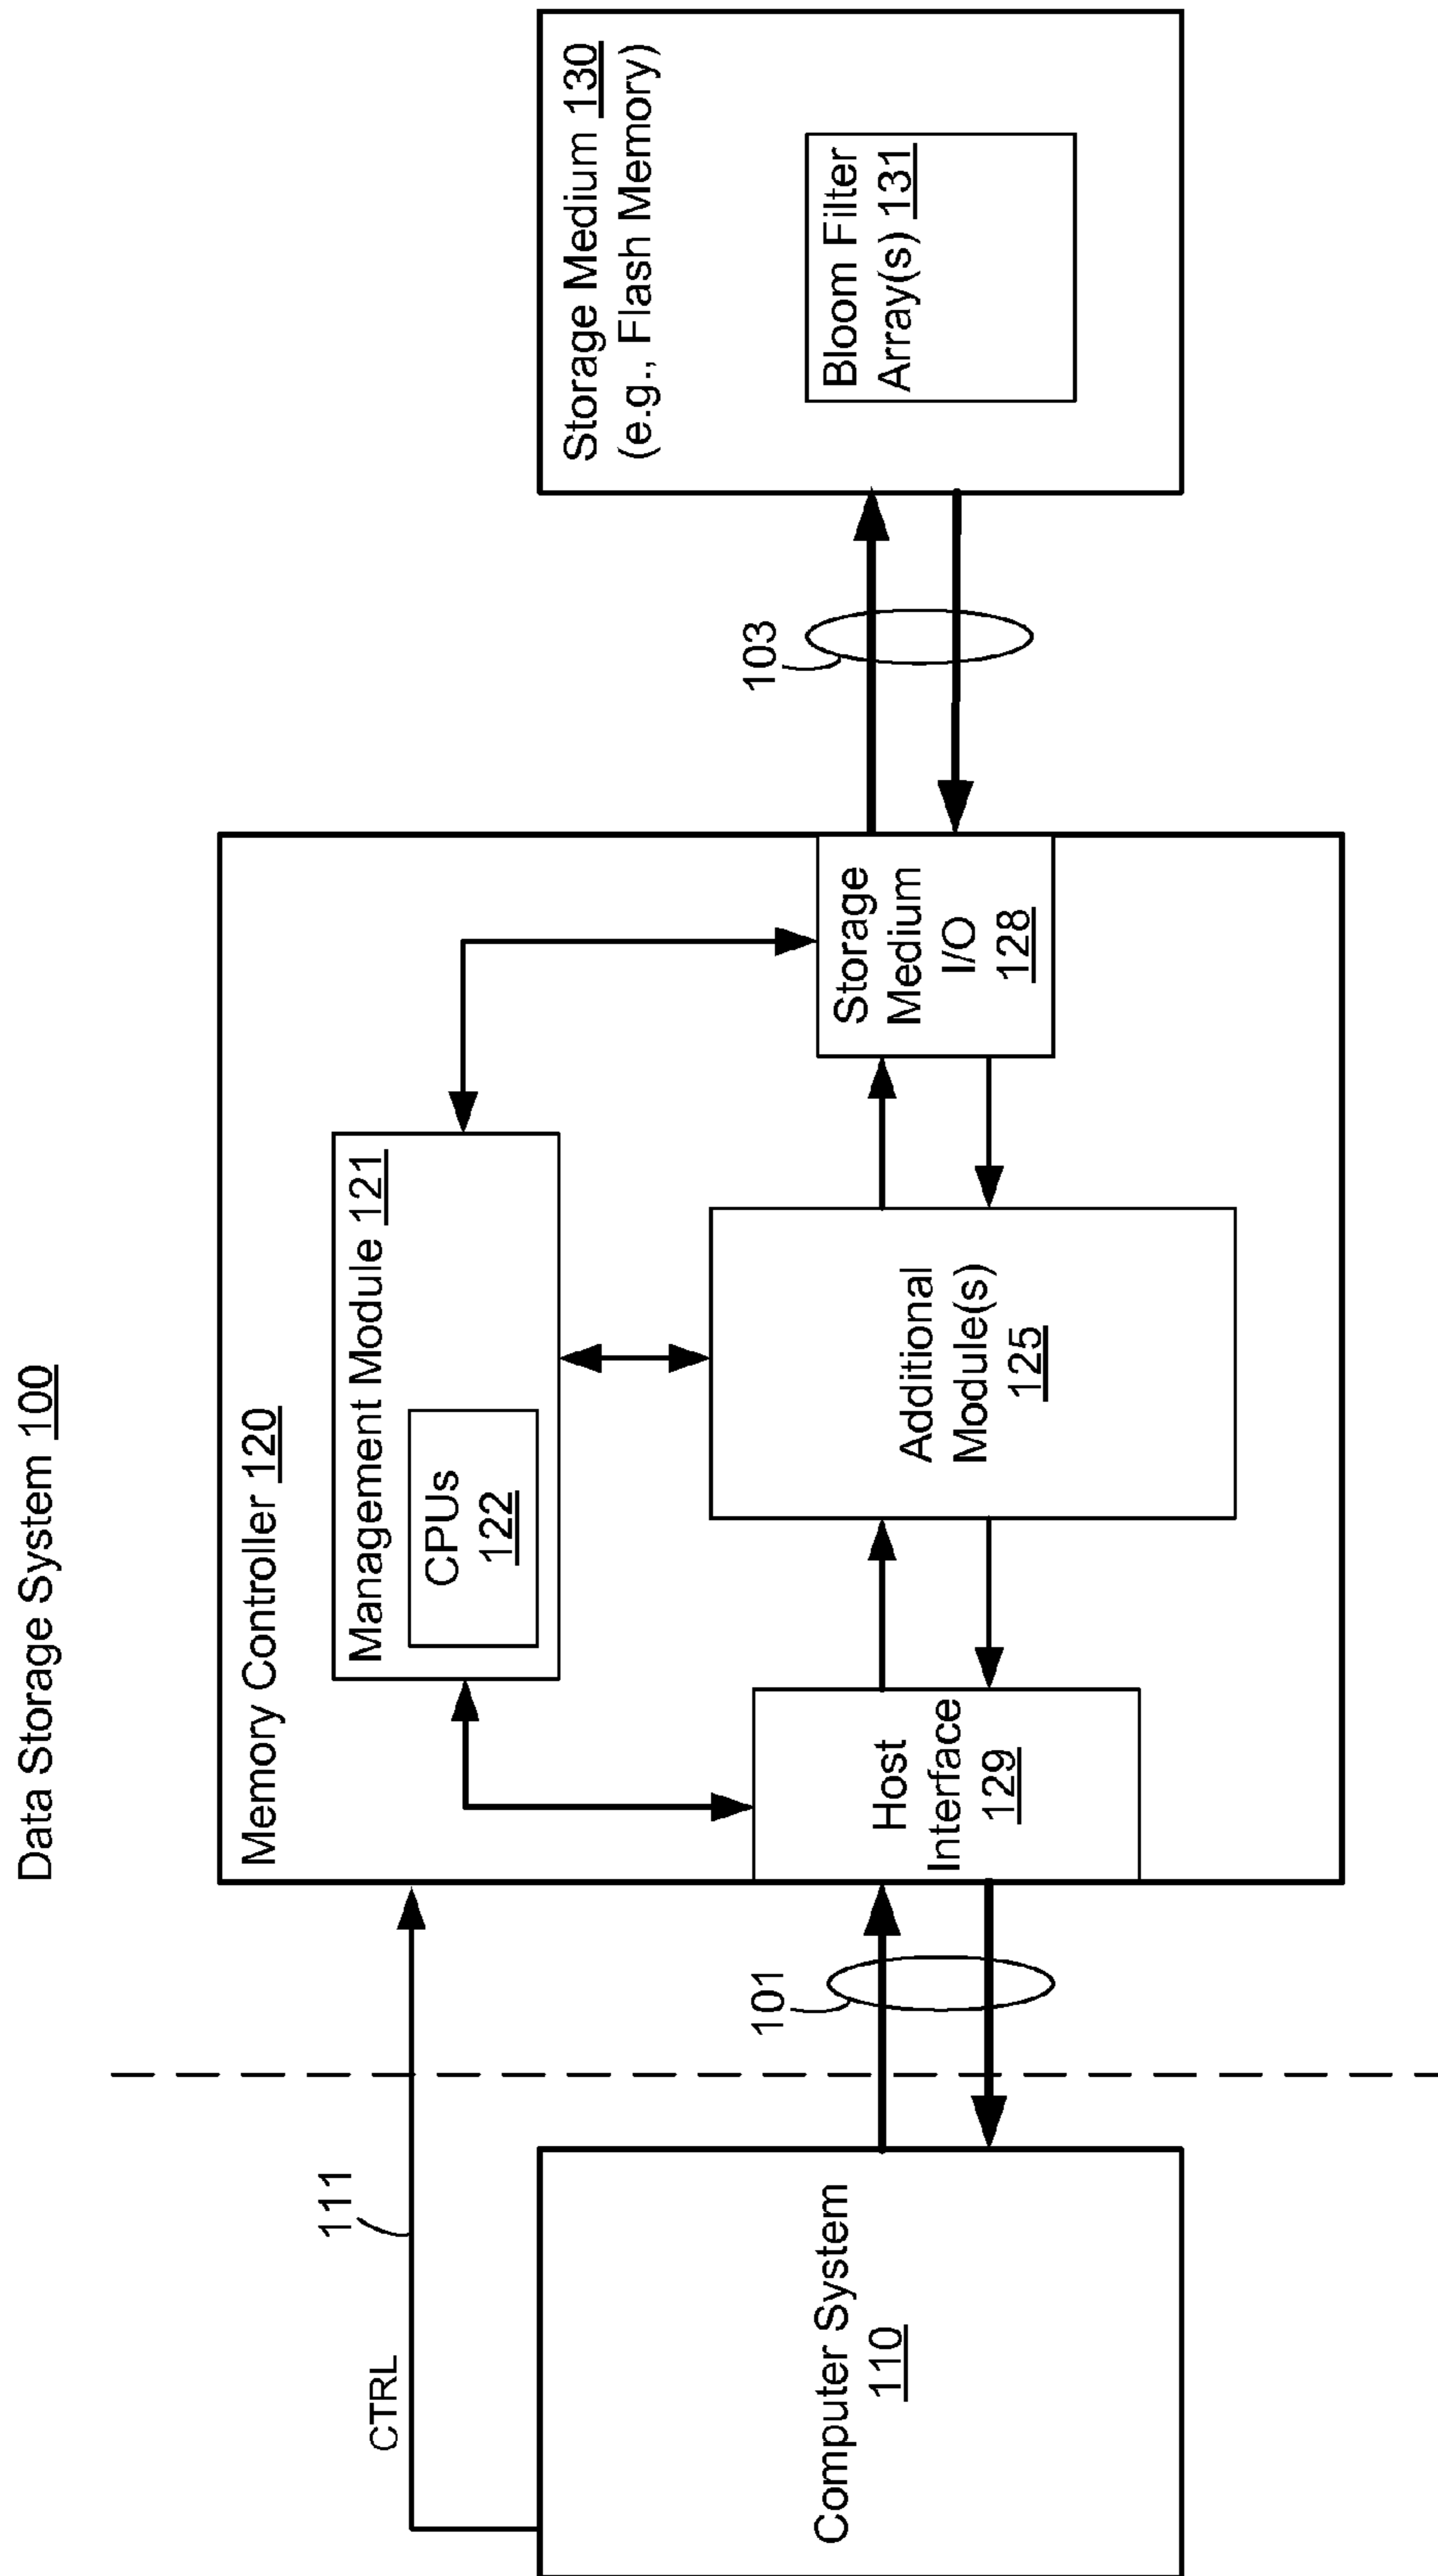 Data Storage System 100
CTRL
111
Computer System
110
101
Memory Controller 120
Management Module 121
CPUs
122
Host
Interface
129
Additional
Module(s)
125
Storage
Medium
I/O
128
103
Storage Medium 130
(e.g., Flash Memory)
Bloom Filter
Array(s) 131